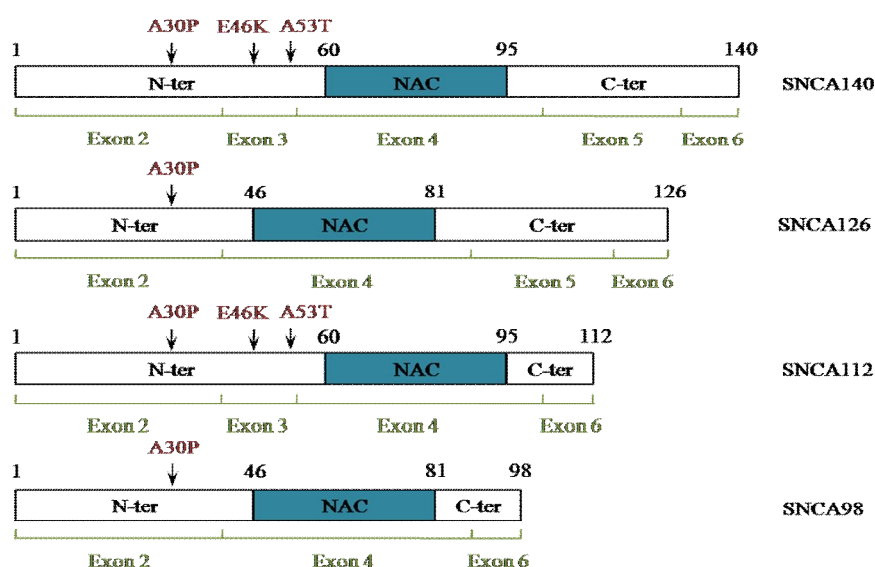 A30P E46K A53T
1 60 95 140
N-ter NAC C-ter SNCA140
Exon 2 Exon 3 Exon 4 Exon 5 Exon 6
A30P
1 46 81 126
N-ter NAC C-ter SNCA126
Exon 2 Exon 4 Exon 5 Exon 6
A30P E46K A53T
1 60 95 112
N-ter NAC C-ter SNCA112
Exon 2 Exon 3 Exon 4 Exon 6
A30P
1 46 81 98
N-ter NAC C-ter SNCA98
Exon 2 Exon 4 Exon 6